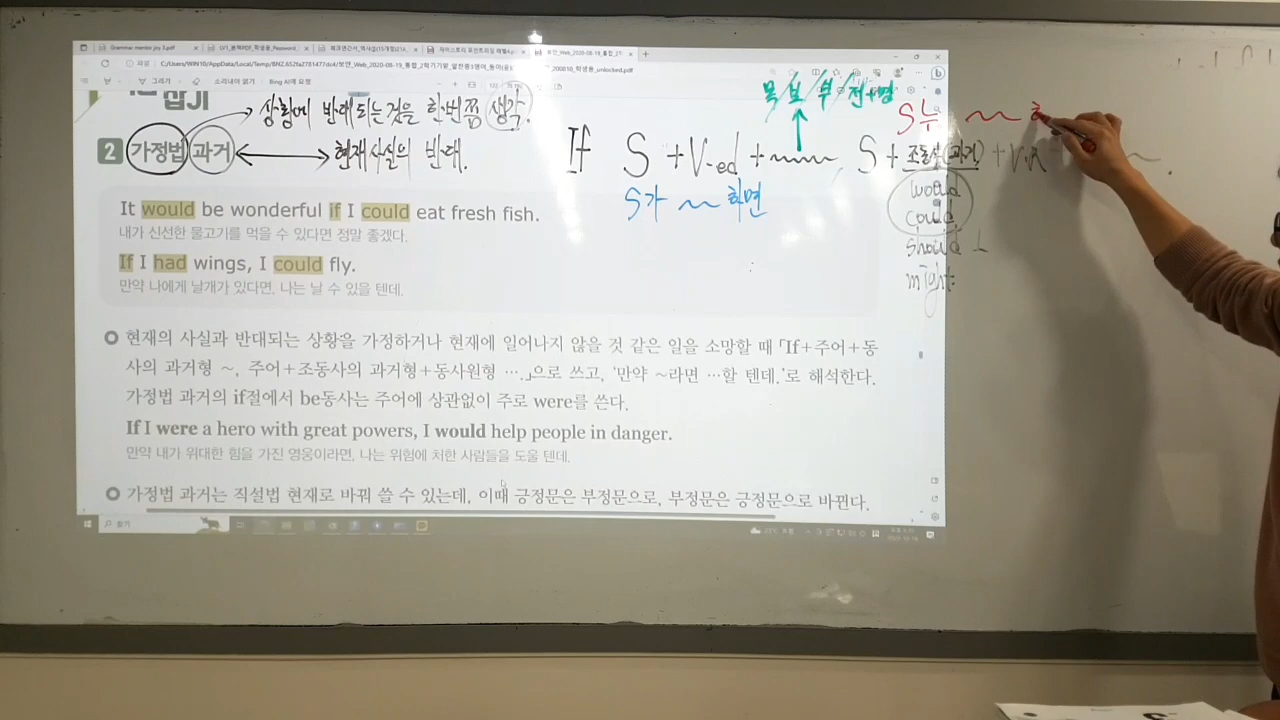 Grammar mentor joy 3.pdf
잡기
상황에 반대되는 것을 한번쯤 생각.
2 가정법 과거 ↔ 현재사실의 반대.
목/보/부/전+명
If S + V-ed + ~~, S + 조동사(과거) + V.R + ~
S가 ~~ 하면
S는 ~~
would
could
should
might
It would be wonderful if I could eat fresh fish.
내가 신선한 물고기를 먹을 수 있다면 정말 좋겠다.
If I had wings, I could fly.
만약 나에게 날개가 있다면, 나는 날 수 있을 텐데.
현재의 사실과 반대되는 상황을 가정하거나 현재에 일어나지 않을 것 같은 일을 소망할 때 「If+주어+동
사의 과거형 ~, 주어+조동사의 과거형+동사원형 ….」으로 쓰고, ‘만약 ~라면 …할 텐데.’로 해석한다.
가정법 과거의 if절에서 be동사는 주어에 상관없이 주로 were를 쓴다.
If I were a hero with great powers, I would help people in danger.
만약 내가 위대한 힘을 가진 영웅이라면, 나는 위험에 처한 사람들을 도울 텐데.
가정법 과거는 직설법 현재로 바꿔 쓸 수 있는데, 이때 긍정문은 부정문으로, 부정문은 긍정문으로 바뀐다.
찾기